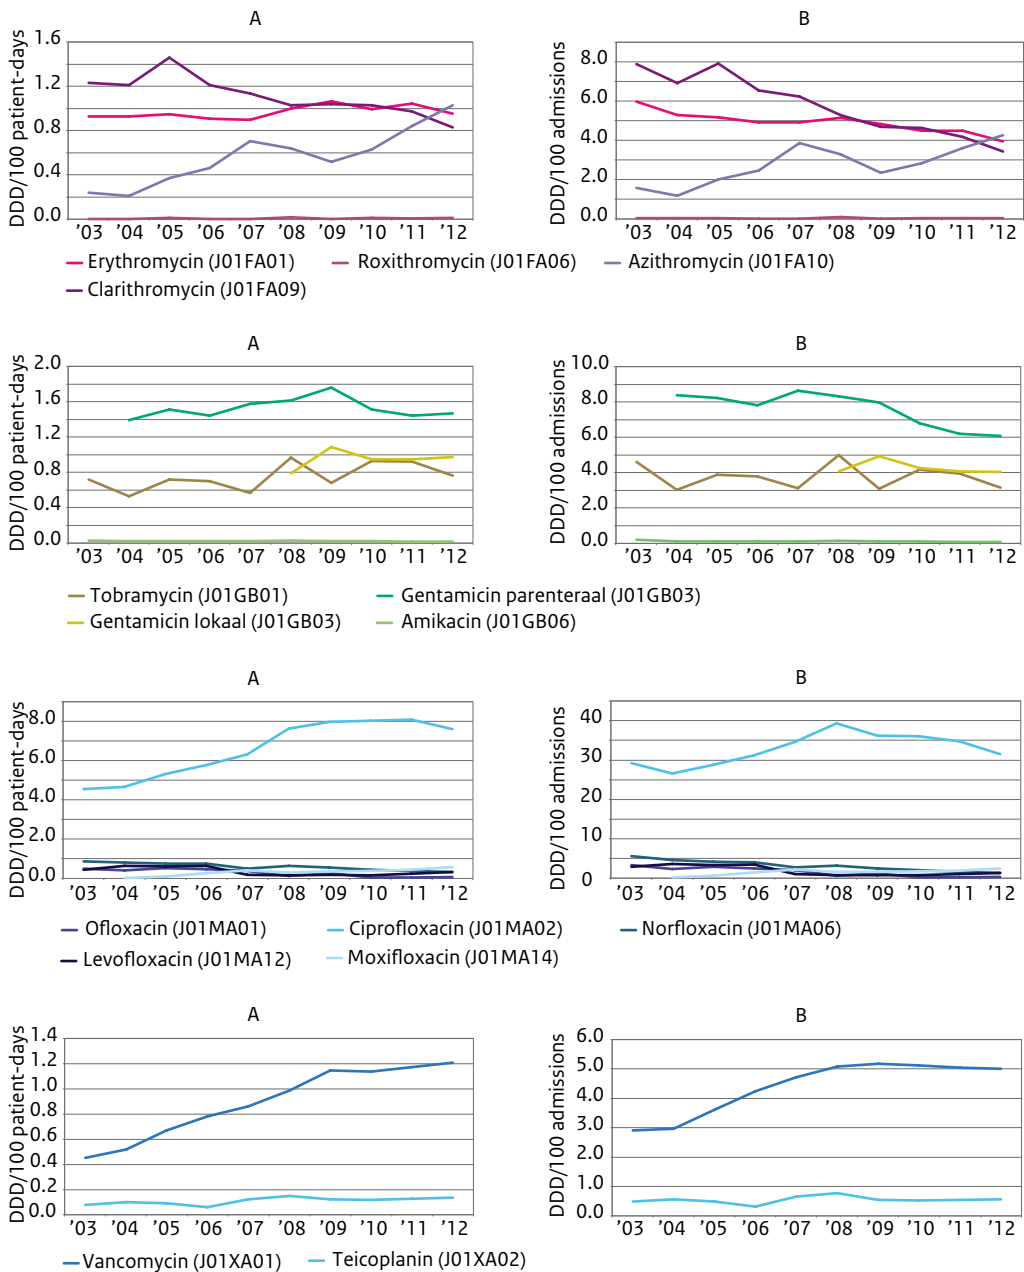 A
B
DDD/100 patient-days
1.6
1.2
0.8
0.4
0.0
'03 '04 '05 '06 '07 '08 '09 '10 '11 '12
DDD/100 admissions
8.0
6.0
4.0
2.0
0.0
'03 '04 '05 '06 '07 '08 '09 '10 '11 '12
Erythromycin (J01FA01) Roxithromycin (J01FA06) Azithromycin (J01FA10)
Clarithromycin (J01FA09)
A
B
DDD/100 patient-days
2.0
1.6
1.2
0.8
0.4
0.0
'03 '04 '05 '06 '07 '08 '09 '10 '11 '12
DDD/100 admissions
10.0
8.0
6.0
4.0
2.0
0.0
'03 '04 '05 '06 '07 '08 '09 '10 '11 '12
Tobramycin (J01GB01) Gentamicin parenteraal (J01GB03)
Gentamicin lokaal (J01GB03) Amikacin (J01GB06)
A
B
DDD/100 patient-days
8.0
6.0
4.0
2.0
0.0
'03 '04 '05 '06 '07 '08 '09 '10 '11 '12
DDD/100 admissions
40
30
20
10
0
'03 '04 '05 '06 '07 '08 '09 '10 '11 '12
Ofloxacin (J01MA01) Ciprofloxacin (J01MA02) Norfloxacin (J01MA06)
Levofloxacin (J01MA12) Moxifloxacin (J01MA14)
A
B
DDD/100 patient-days
1.4
1.2
1.0
0.8
0.6
0.4
0.2
0.0
'03 '04 '05 '06 '07 '08 '09 '10 '11 '12
DDD/100 admissions
6.0
5.0
4.0
3.0
2.0
1.0
0.0
'03 '04 '05 '06 '07 '08 '09 '10 '11 '12
Vancomycin (J01XA01) Teicoplanin (J01XA02)